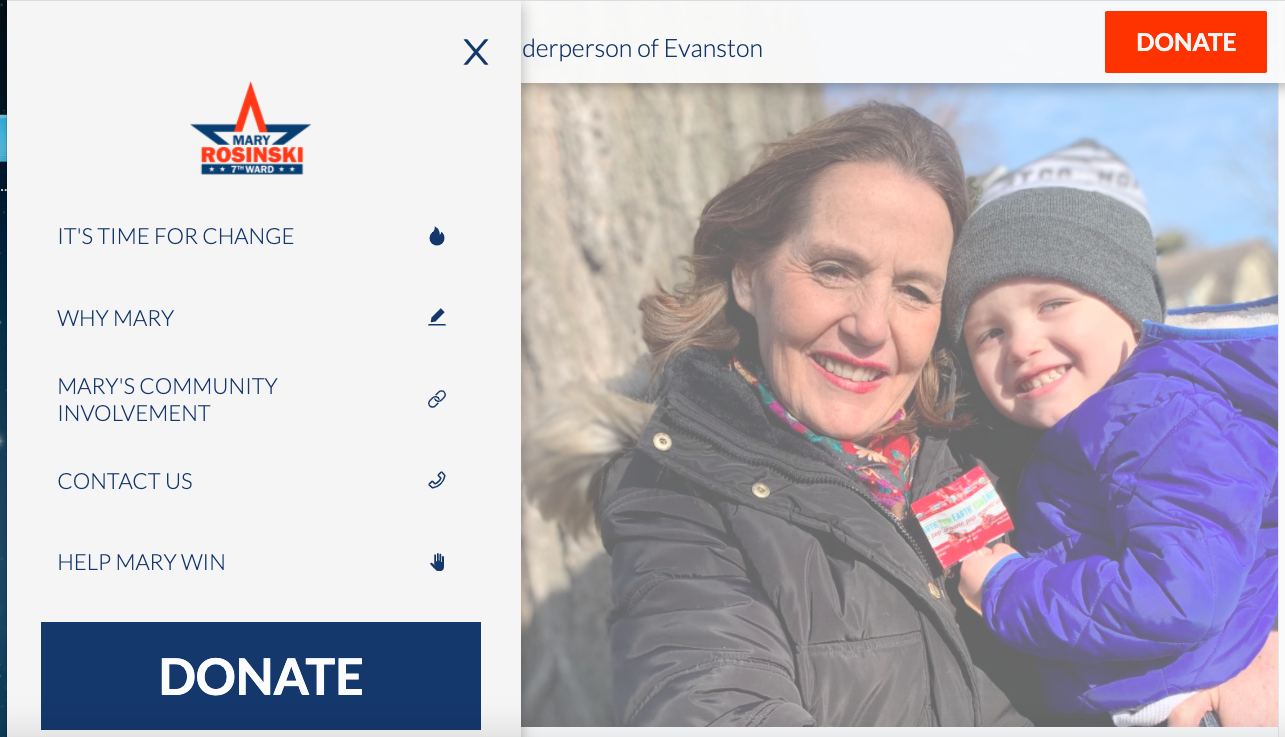 X
derperson of Evanston
DONATE
MARY
ROSINSKI
7TH WARD
IT'S TIME FOR CHANGE
WHY MARY
MARY'S COMMUNITY
INVOLVEMENT
CONTACT US
HELP MARY WIN
DONATE
EARTH